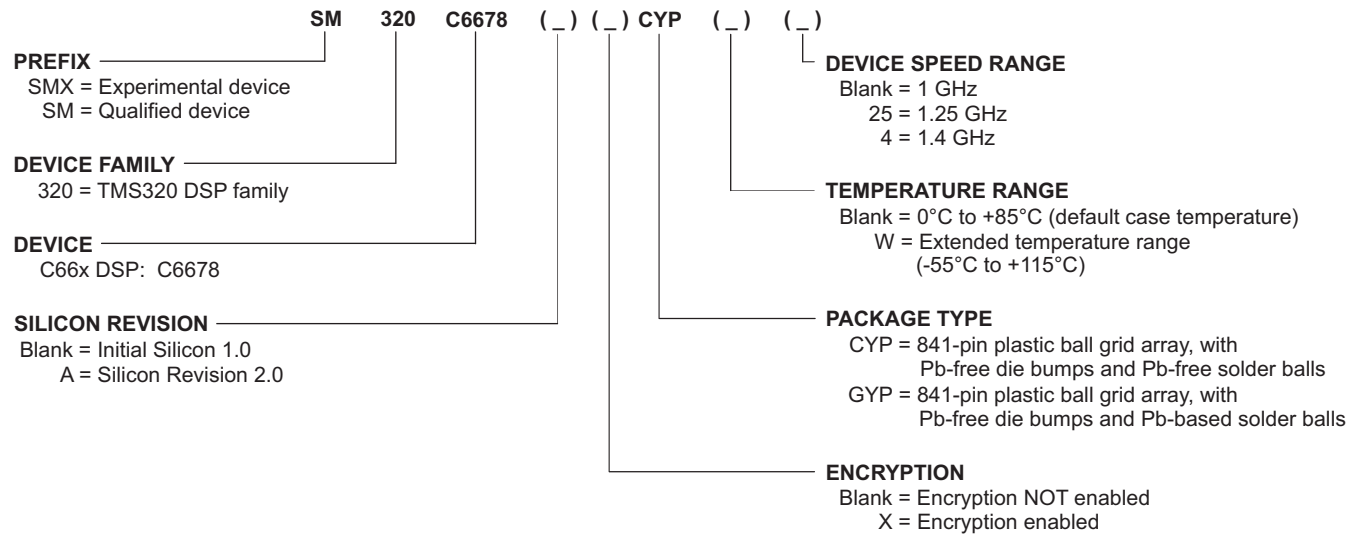 SM 320 C6678 ( _ ) ( _ ) CYP ( _ ) ( _ )
PREFIX
SMX = Experimental device
SM = Qualified device
DEVICE FAMILY
320 = TMS320 DSP family
DEVICE
C66x DSP: C6678
SILICON REVISION
Blank = Initial Silicon 1.0
A = Silicon Revision 2.0
DEVICE SPEED RANGE
Blank = 1 GHz
25 = 1.25 GHz
4 = 1.4 GHz
TEMPERATURE RANGE
Blank = 0°C to +85°C (default case temperature)
W = Extended temperature range
(-55°C to +115°C)
PACKAGE TYPE
CYP = 841-pin plastic ball grid array, with
Pb-free die bumps and Pb-free solder balls
GYP = 841-pin plastic ball grid array, with
Pb-free die bumps and Pb-based solder balls
ENCRYPTION
Blank = Encryption NOT enabled
X = Encryption enabled